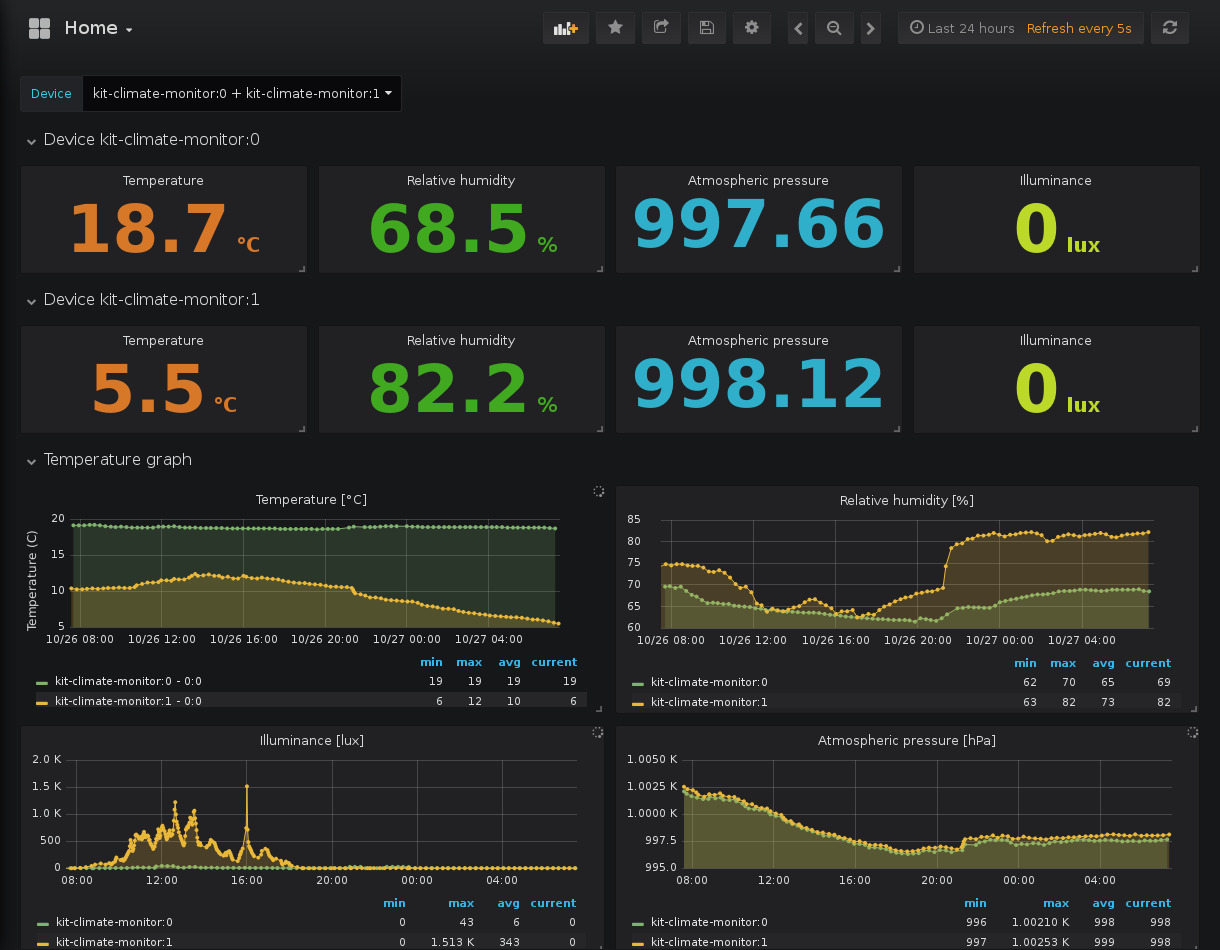 Home
Last 24 hours Refresh every 5s
Device kit-climate-monitor:0 + kit-climate-monitor:1
Device kit-climate-monitor:0
Temperature Relative humidity Atmospheric pressure Illuminance
18.7 °C 68.5 % 997.66 0 lux
Device kit-climate-monitor:1
Temperature Relative humidity Atmospheric pressure Illuminance
5.5 °C 82.2 % 998.12 0 lux
Temperature graph
Temperature [°C]
Temperature (C)
20
15
10
5
10/26 08:00 10/26 12:00 10/26 16:00 10/26 20:00 10/27 00:00 10/27 04:00
min max avg current
kit-climate-monitor:0 - 0:0 19 19 19 19
kit-climate-monitor:1 - 0:0 6 12 10 6
Relative humidity [%]
85
80
75
70
65
60
10/26 08:00 10/26 12:00 10/26 16:00 10/26 20:00 10/27 00:00 10/27 04:00
min max avg current
kit-climate-monitor:0 62 70 65 69
kit-climate-monitor:1 63 82 73 82
Illuminance [lux]
2.0 K
1.5 K
1.0 K
500
0
08:00 12:00 16:00 20:00 00:00 04:00
min max avg current
kit-climate-monitor:0 0 43 6 0
kit-climate-monitor:1 0 1.513 K 343 0
Atmospheric pressure [hPa]
1.0050 K
1.0025 K
1.0000 K
997.5
995.0
08:00 12:00 16:00 20:00 00:00 04:00
min max avg current
kit-climate-monitor:0 996 1.00210 K 998 998
kit-climate-monitor:1 997 1.00253 K 999 998